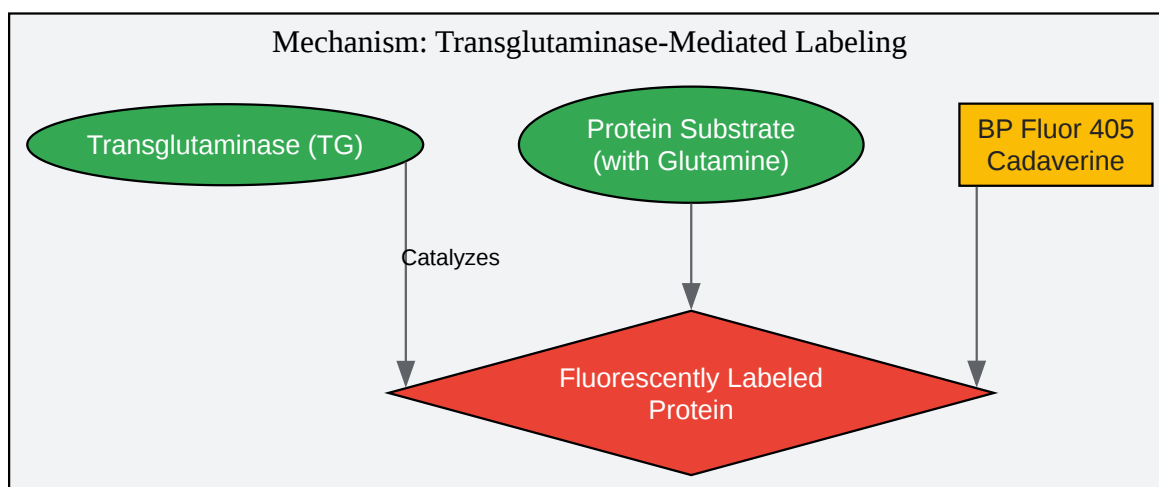 Mechanism: Transglutaminase-Mediated Labeling
Transglutaminase (TG)
Protein Substrate
(with Glutamine)
BP Fluor 405
Cadaverine
Catalyzes
Fluorescently Labeled
Protein